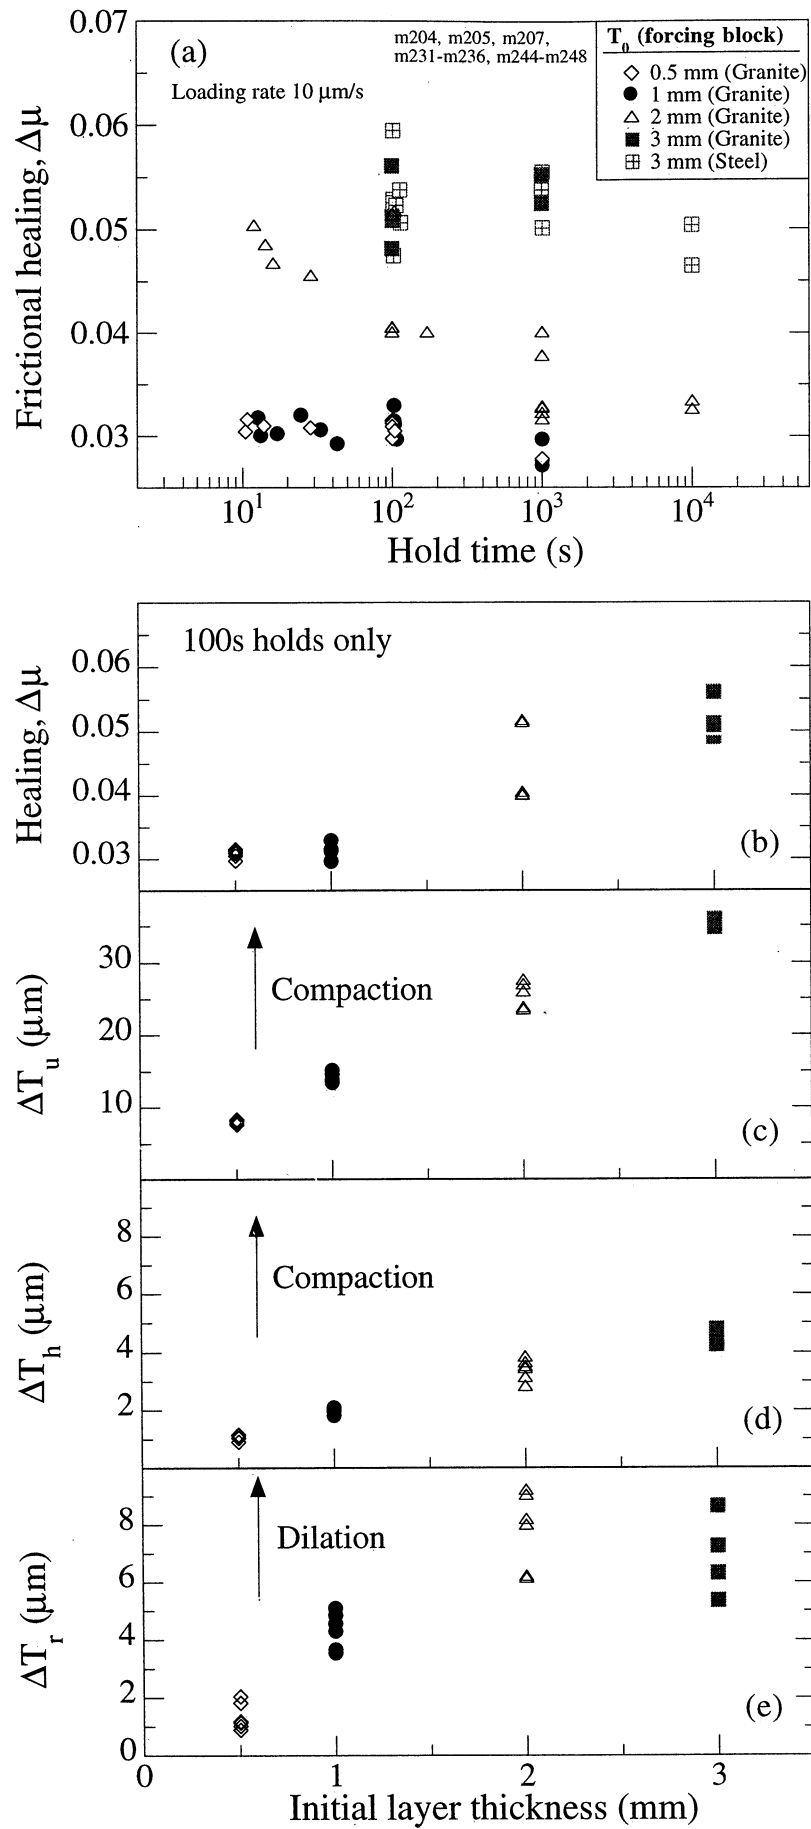 0.07
(a)
m204, m205, m207,
m231-m236, m244-m248
Loading rate 10 μm/s
T0 (forcing block)
0.5 mm (Granite)
1 mm (Granite)
2 mm (Granite)
3 mm (Granite)
3 mm (Steel)
0.06
0.05
0.04
0.03
Frictional healing, Δμ
10^1
10^2
10^3
10^4
Hold time (s)
100s holds only
0.06
0.05
0.04
0.03
Healing, Δμ
(b)
30
20
10
ΔTu (μm)
Compaction
(c)
8
6
4
2
ΔTh (μm)
Compaction
(d)
8
6
4
2
0
ΔTr (μm)
Dilation
(e)
0
1
2
3
Initial layer thickness (mm)